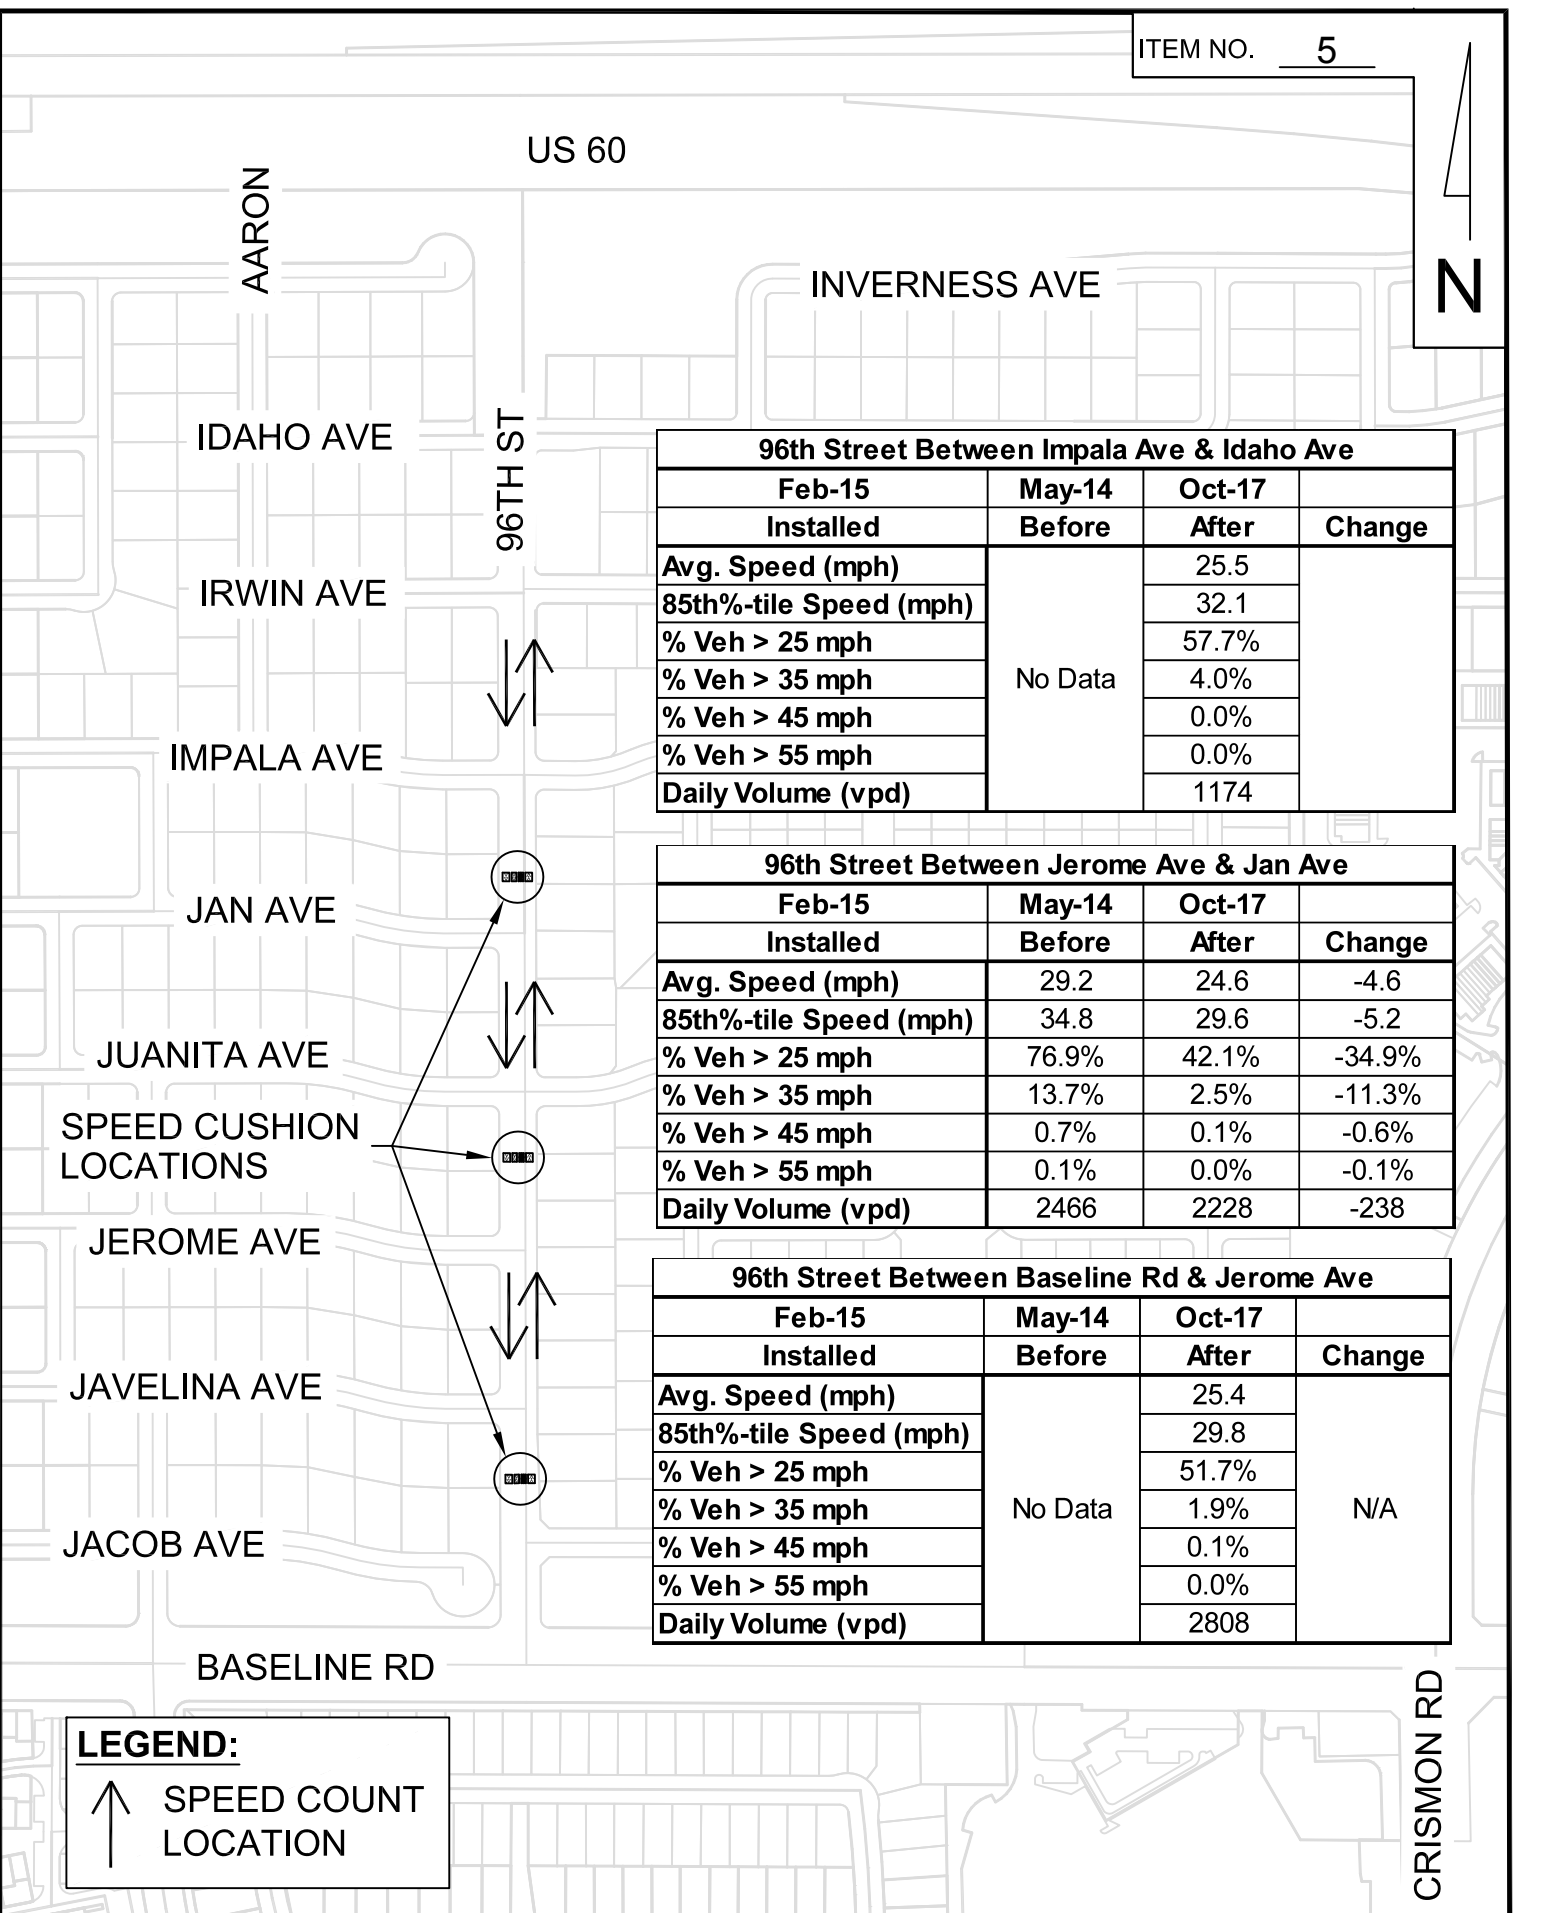 ITEM NO. 5
US 60
AARON
N
INVERNESS AVE
IDAHO AVE
96TH ST
IRWIN AVE
IMPALA AVE
JAN AVE
JUANITA AVE
SPEED CUSHION
LOCATIONS
JEROME AVE
JAVELINA AVE
JACOB AVE
BASELINE RD
CRISMON RD
96th Street Between Impala Ave & Idaho Ave
Feb-15 May-14 Oct-17
Installed Before After Change
Avg. Speed (mph) 25.5
85th%-tile Speed (mph) 32.1
% Veh > 25 mph 57.7%
% Veh > 35 mph No Data 4.0%
% Veh > 45 mph 0.0%
% Veh > 55 mph 0.0%
Daily Volume (vpd) 1174
96th Street Between Jerome Ave & Jan Ave
Feb-15 May-14 Oct-17
Installed Before After Change
Avg. Speed (mph) 29.2 24.6 -4.6
85th%-tile Speed (mph) 34.8 29.6 -5.2
% Veh > 25 mph 76.9% 42.1% -34.9%
% Veh > 35 mph 13.7% 2.5% -11.3%
% Veh > 45 mph 0.7% 0.1% -0.6%
% Veh > 55 mph 0.1% 0.0% -0.1%
Daily Volume (vpd) 2466 2228 -238
96th Street Between Baseline Rd & Jerome Ave
Feb-15 May-14 Oct-17
Installed Before After Change
Avg. Speed (mph) 25.4
85th%-tile Speed (mph) 29.8
% Veh > 25 mph 51.7%
% Veh > 35 mph No Data 1.9% N/A
% Veh > 45 mph 0.1%
% Veh > 55 mph 0.0%
Daily Volume (vpd) 2808
LEGEND:
SPEED COUNT
LOCATION